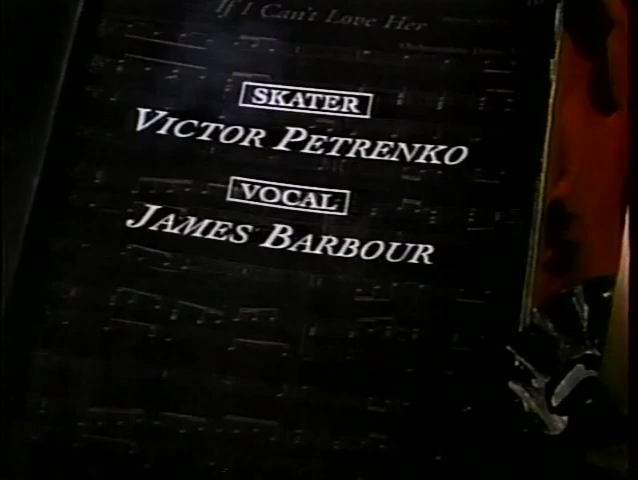 If I Can't Love Her
SKATER
VICTOR PETRENKO
VOCAL
JAMES BARBOUR